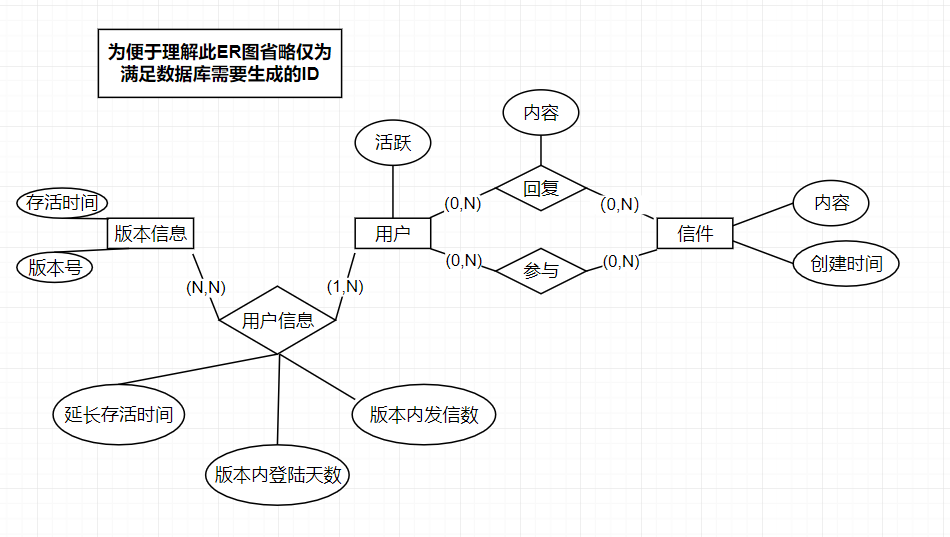 为便于理解此ER图省略仅为
满足数据库需要生成的ID
内容
活跃
回复
存活时间
(0,N)
(0,N)
内容
版本信息
用户
信件
版本号
(0,N)
参与
(0,N)
创建时间
(N,N)
(1,N)
用户信息
延长存活时间
版本内发信数
版本内登陆天数